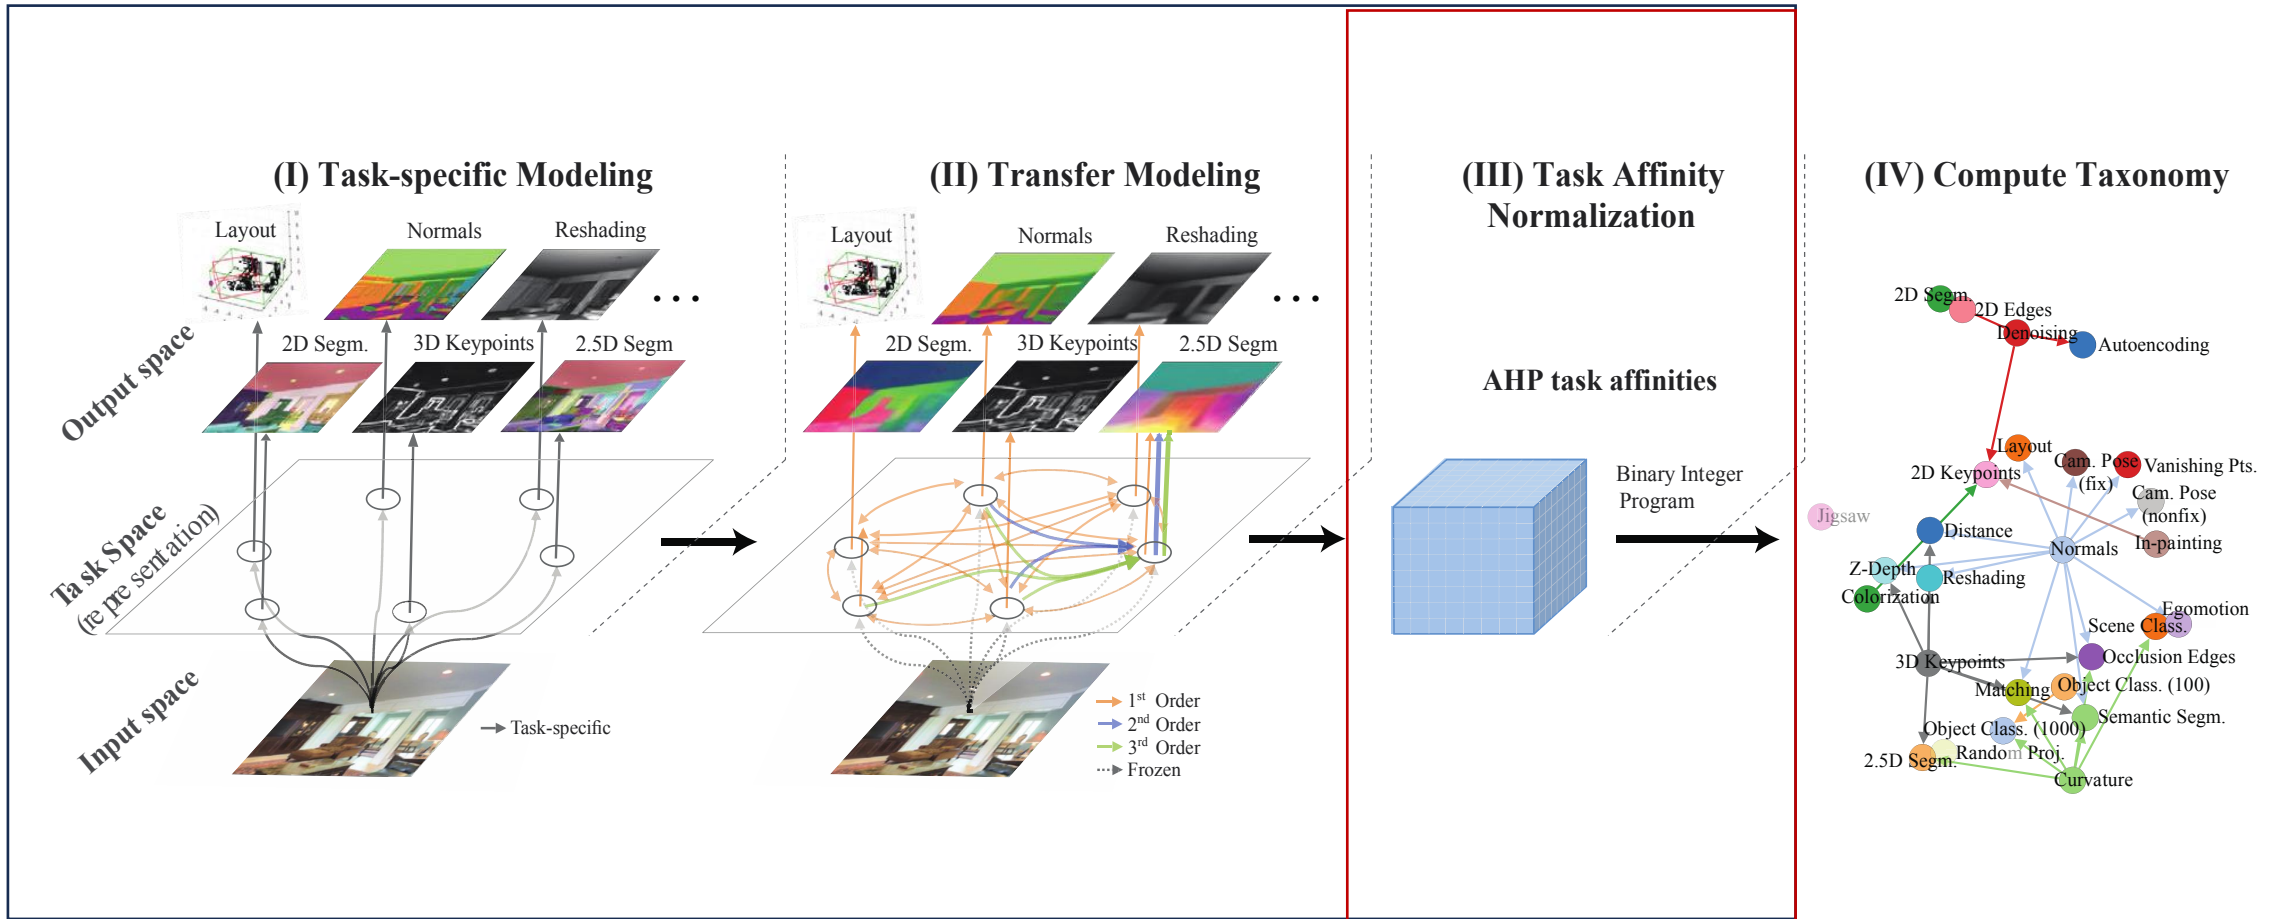 (I) Task-specific Modeling
Layout
Normals
Reshading
...
2D Segm.
3D Keypoints
2.5D Segm
Output space
Task Space
(representation)
Input space
Task-specific
(II) Transfer Modeling
Layout
Normals
Reshading
...
2D Segm.
3D Keypoints
2.5D Segm
1st Order
2nd Order
3rd Order
Frozen
(III) Task Affinity
Normalization
AHP task affinities
Binary Integer
Program
(IV) Compute Taxonomy
2D Segm.
2D Edges
Denoising
Autoencoding
Layout
2D Keypoints
Cam. Pose
(fix)
Vanishing Pts.
Cam. Pose
(nonfix)
Jigsaw
Distance
Normals
In-painting
Z-Depth
Reshading
Colorization
Egomotion
Scene Class.
3D Keypoints
Occlusion Edges
Matching
Object Class. (100)
Semantic Segm.
Object Class. (1000)
2.5D Segm.
Random Proj.
Curvature